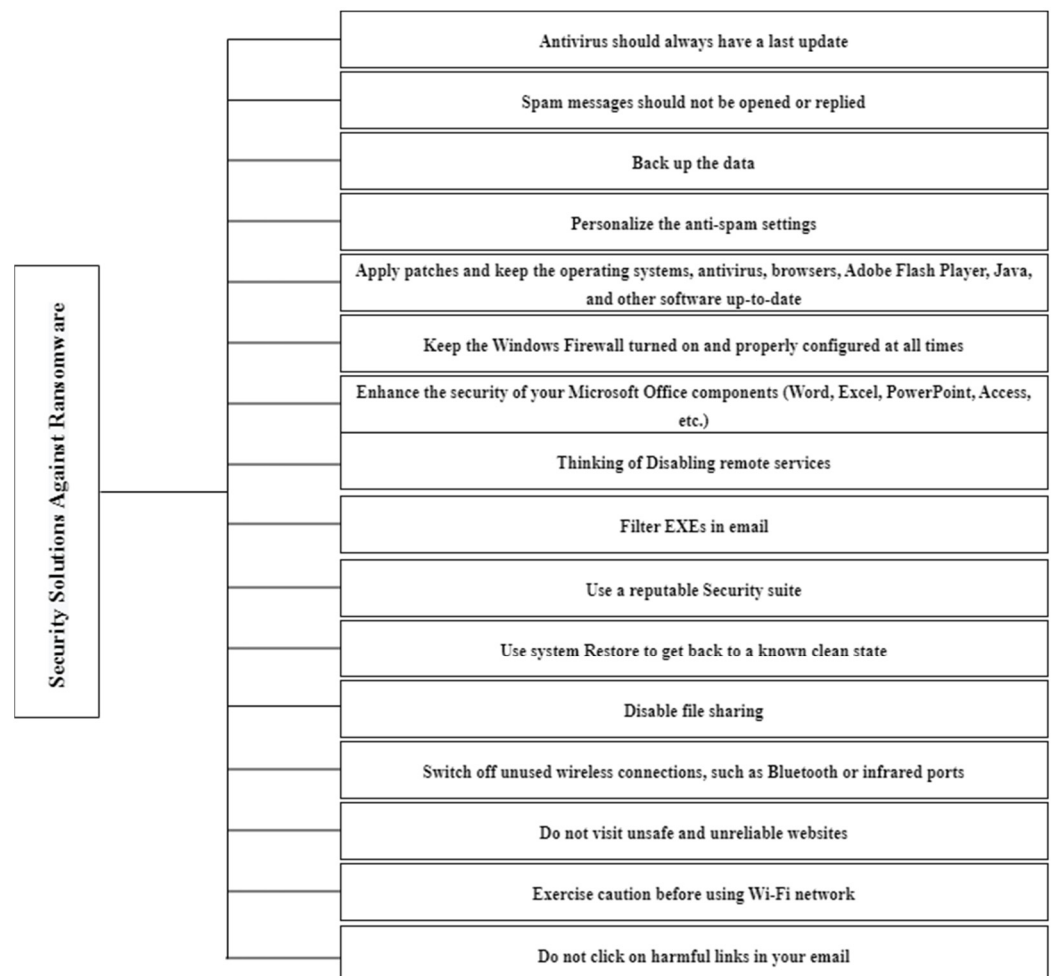 Antivirus should always have a last update
Spam messages should not be opened or replied
Back up the data
Personalize the anti-spam settings
Apply patches and keep the operating systems, antivirus, browsers, Adobe Flash Player, Java,
and other software up-to-date
Keep the Windows Firewall turned on and properly configured at all times
Enhance the security of your Microsoft Office components (Word, Excel, PowerPoint, Access,
etc.)
Security Solutions Against Ransomware
Thinking of Disabling remote services
Filter EXEs in email
Use a reputable Security suite
Use system Restore to get back to a known clean state
Disable file sharing
Switch off unused wireless connections, such as Bluetooth or infrared ports
Do not visit unsafe and unreliable websites
Exercise caution before using Wi-Fi network
Do not click on harmful links in your email